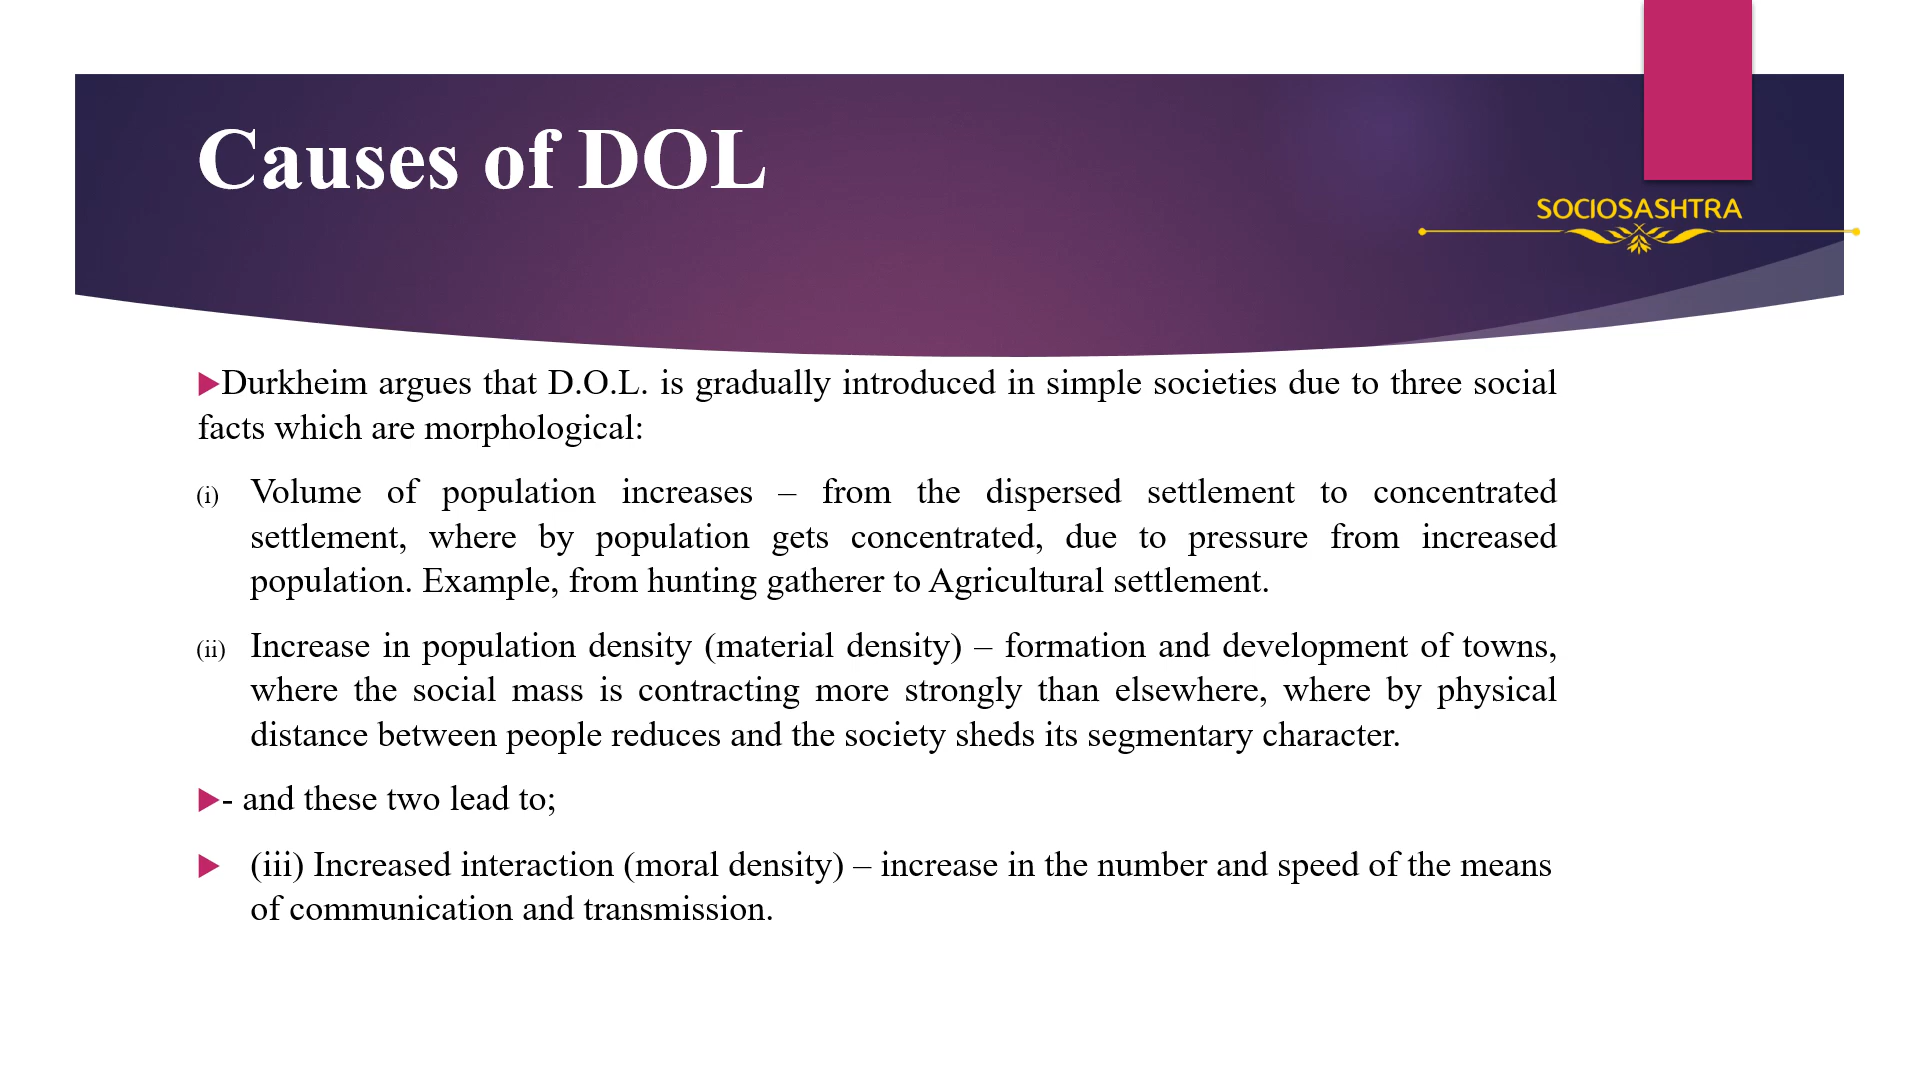 Causes of DOL
SOCIOSASHTRA
Durkheim argues that D.O.L. is gradually introduced in simple societies due to three social
facts which are morphological:
(i) Volume of population increases – from the dispersed settlement to concentrated
settlement, where by population gets concentrated, due to pressure from increased
population. Example, from hunting gatherer to Agricultural settlement.
(ii) Increase in population density (material density) – formation and development of towns,
where the social mass is contracting more strongly than elsewhere, where by physical
distance between people reduces and the society sheds its segmentary character.
- and these two lead to;
(iii) Increased interaction (moral density) – increase in the number and speed of the means
of communication and transmission.